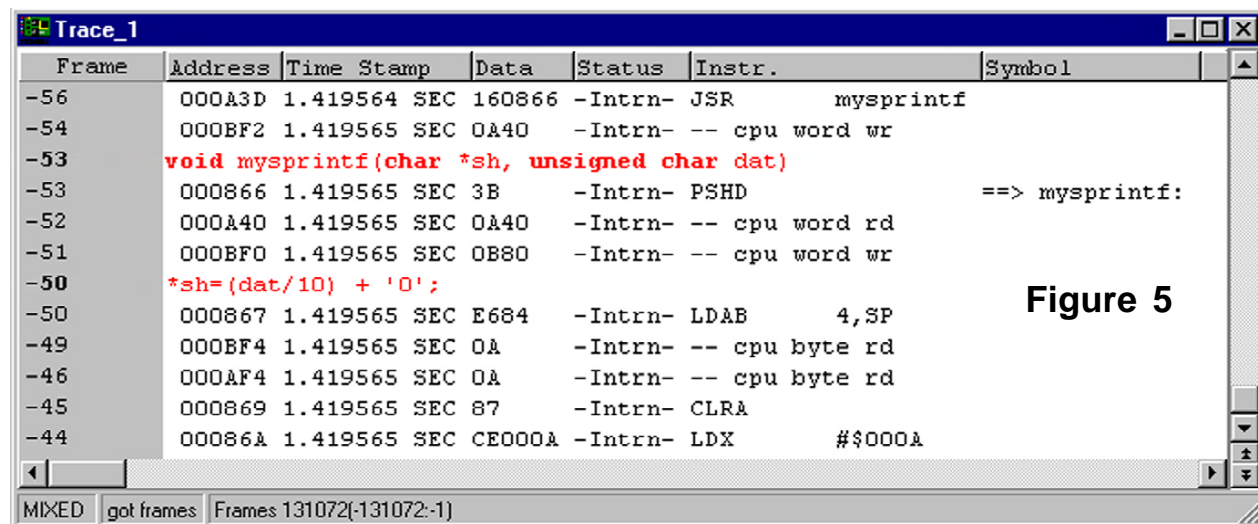 Trace_1
Frame Address Time Stamp Data Status Instr. Symbol
-56 000A3D 1.419564 SEC 160866 -Intrn- JSR mysprintf
-54 000BF2 1.419565 SEC 0A40 -Intrn- -- cpu word wr
-53 void mysprintf(char *sh, unsigned char dat)
-53 000866 1.419565 SEC 3B -Intrn- PSHD ==> mysprintf:
-52 000A40 1.419565 SEC 0A40 -Intrn- -- cpu word rd
-51 000BF0 1.419565 SEC 0B80 -Intrn- -- cpu word wr
-50 *sh=(dat/10) + '0';
-50 000867 1.419565 SEC E684 -Intrn- LDAB 4,SP
-49 000BF4 1.419565 SEC 0A -Intrn- -- cpu byte rd
-46 000AF4 1.419565 SEC 0A -Intrn- -- cpu byte rd
-45 000869 1.419565 SEC 87 -Intrn- CLRA
-44 00086A 1.419565 SEC CE000A -Intrn- LDX #$000A
Figure 5
MIXED got frames Frames 131072(-131072:-1)